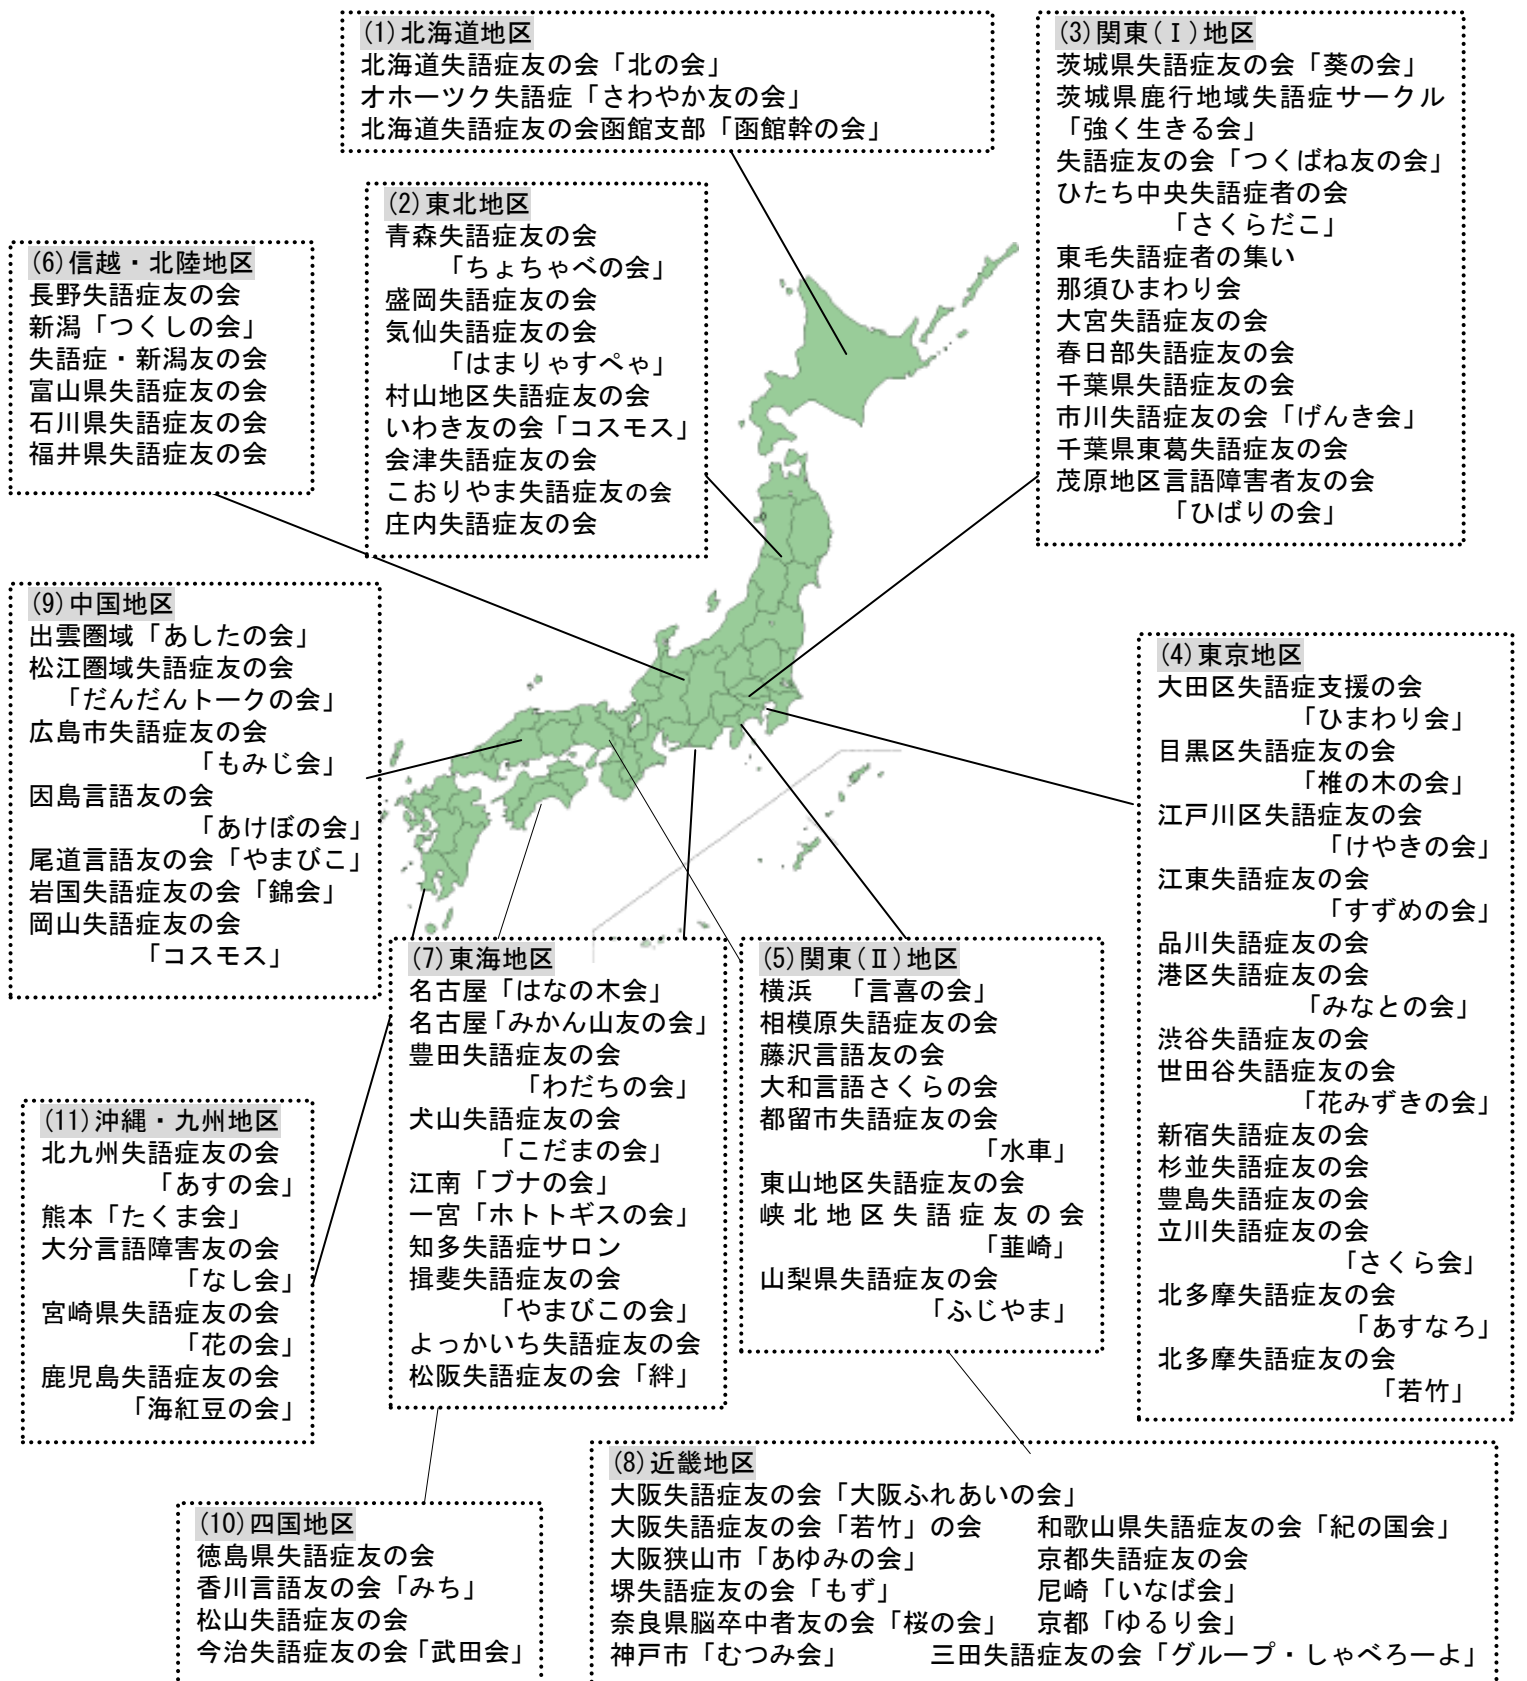 (1)北海道地区
北海道失語症友の会「北の会」
オホーツク失語症「さわやか友の会」
北海道失語症友の会函館支部「函館幹の会」
(2)東北地区
青森失語症友の会
「ちょちゃべの会」
盛岡失語症友の会
気仙失語症友の会
「はまりゃすぺゃ」
村山地区失語症友の会
いわき友の会「コスモス」
会津失語症友の会
こおりやま失語症友の会
庄内失語症友の会
(3)関東(Ⅰ)地区
茨城県失語症友の会「葵の会」
茨城県鹿行地域失語症サークル
「強く生きる会」
失語症友の会「つくばね友の会」
ひたち中央失語症者の会
「さくらだこ」
東毛失語症者の集い
那須ひまわり会
大宮失語症友の会
春日部失語症友の会
千葉県失語症友の会
市川失語症友の会「げんき会」
千葉県東葛失語症友の会
茂原地区言語障害者友の会
「ひばりの会」
(6)信越・北陸地区
長野失語症友の会
新潟「つくしの会」
失語症・新潟友の会
富山県失語症友の会
石川県失語症友の会
福井県失語症友の会
(9)中国地区
出雲圏域「あしたの会」
松江圏域失語症友の会
「だんだんトークの会」
広島市失語症友の会
「もみじ会」
因島言語友の会
「あけぼの会」
尾道言語友の会「やまびこ」
岩国失語症友の会「錦会」
岡山失語症友の会
「コスモス」
(4)東京地区
大田区失語症支援の会
「ひまわり会」
目黒区失語症友の会
「椎の木の会」
江戸川区失語症友の会
「けやきの会」
江東失語症友の会
「すずめの会」
品川失語症友の会
港区失語症友の会
「みなとの会」
渋谷失語症友の会
世田谷失語症友の会
「花みずきの会」
新宿失語症友の会
杉並失語症友の会
豊島失語症友の会
立川失語症友の会
「さくら会」
北多摩失語症友の会
「あすなろ」
北多摩失語症友の会
「若竹」
(7)東海地区
名古屋「はなの木会」
名古屋「みかん山友の会」
豊田失語症友の会
「わだちの会」
犬山失語症友の会
「こだまの会」
江南「ブナの会」
一宮「ホトトギスの会」
知多失語症サロン
揖斐失語症友の会
「やまびこの会」
よっかいち失語症友の会
松阪失語症友の会「絆」
(5)関東(Ⅱ)地区
横浜 「言喜の会」
相模原失語症友の会
藤沢言語友の会
大和言語さくらの会
都留市失語症友の会
「水車」
東山地区失語症友の会
峡北地区失語症友の会
「韮崎」
山梨県失語症友の会
「ふじやま」
(11)沖縄・九州地区
北九州失語症友の会
「あすの会」
熊本「たくま会」
大分言語障害友の会
「なし会」
宮崎県失語症友の会
「花の会」
鹿児島失語症友の会
「海紅豆の会」
(8)近畿地区
大阪失語症友の会「大阪ふれあいの会」
大阪失語症友の会「若竹」の会 和歌山県失語症友の会「紀の国会」
大阪狭山市「あゆみの会」 京都失語症友の会
堺失語症友の会「もず」 尼崎「いなば会」
奈良県脳卒中者友の会「桜の会」 京都「ゆるり会」
神戸市「むつみ会」 三田失語症友の会「グループ・しゃべろーよ」
(10)四国地区
徳島県失語症友の会
香川言語友の会「みち」
松山失語症友の会
今治失語症友の会「武田会」